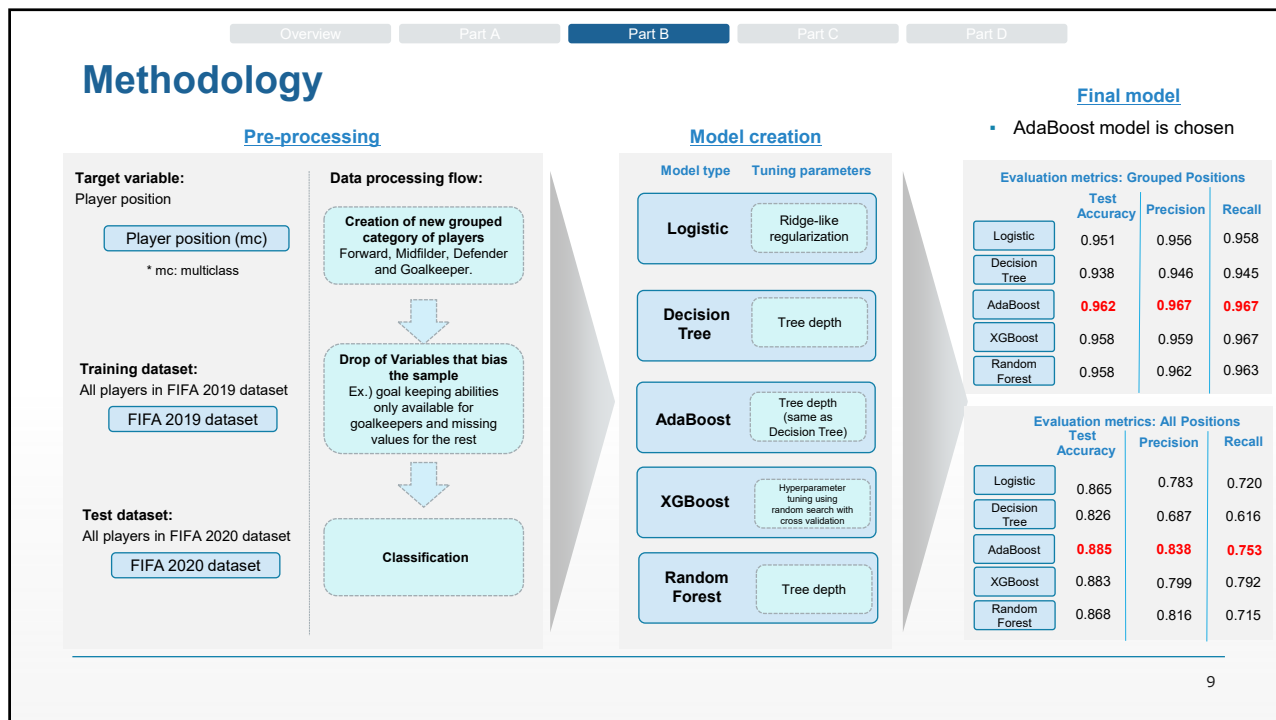 Overview
Part A
Part B
Part C
Part D
Methodology
Pre-processing
Target variable:
Player position
Player position (mc)
* mc: multiclass
Training dataset:
All players in FIFA 2019 dataset
FIFA 2019 dataset
Test dataset:
All players in FIFA 2020 dataset
FIFA 2020 dataset
Data processing flow:
Creation of new grouped
category of players
Forward, Midfilder, Defender
and Goalkeeper.
Drop of Variables that bias
the sample
Ex.) goal keeping abilities
only available for
goalkeepers and missing
values for the rest
Classification
Model creation
Model type Tuning parameters
Logistic
Ridge-like
regularization
Decision
Tree
Tree depth
AdaBoost
Tree depth
(same as
Decision Tree)
XGBoost
Hyperparameter
tuning using
random search with
cross validation
Random
Forest
Tree depth
Final model
▪ AdaBoost model is chosen
Evaluation metrics: Grouped Positions
Test
Accuracy Precision Recall
Logistic 0.951 0.956 0.958
Decision
Tree 0.938 0.946 0.945
AdaBoost 0.962 0.967 0.967
XGBoost 0.958 0.959 0.967
Random
Forest 0.958 0.962 0.963
Evaluation metrics: All Positions
Test
Accuracy Precision Recall
Logistic 0.865 0.783 0.720
Decision
Tree 0.826 0.687 0.616
AdaBoost 0.885 0.838 0.753
XGBoost 0.883 0.799 0.792
Random
Forest 0.868 0.816 0.715
9